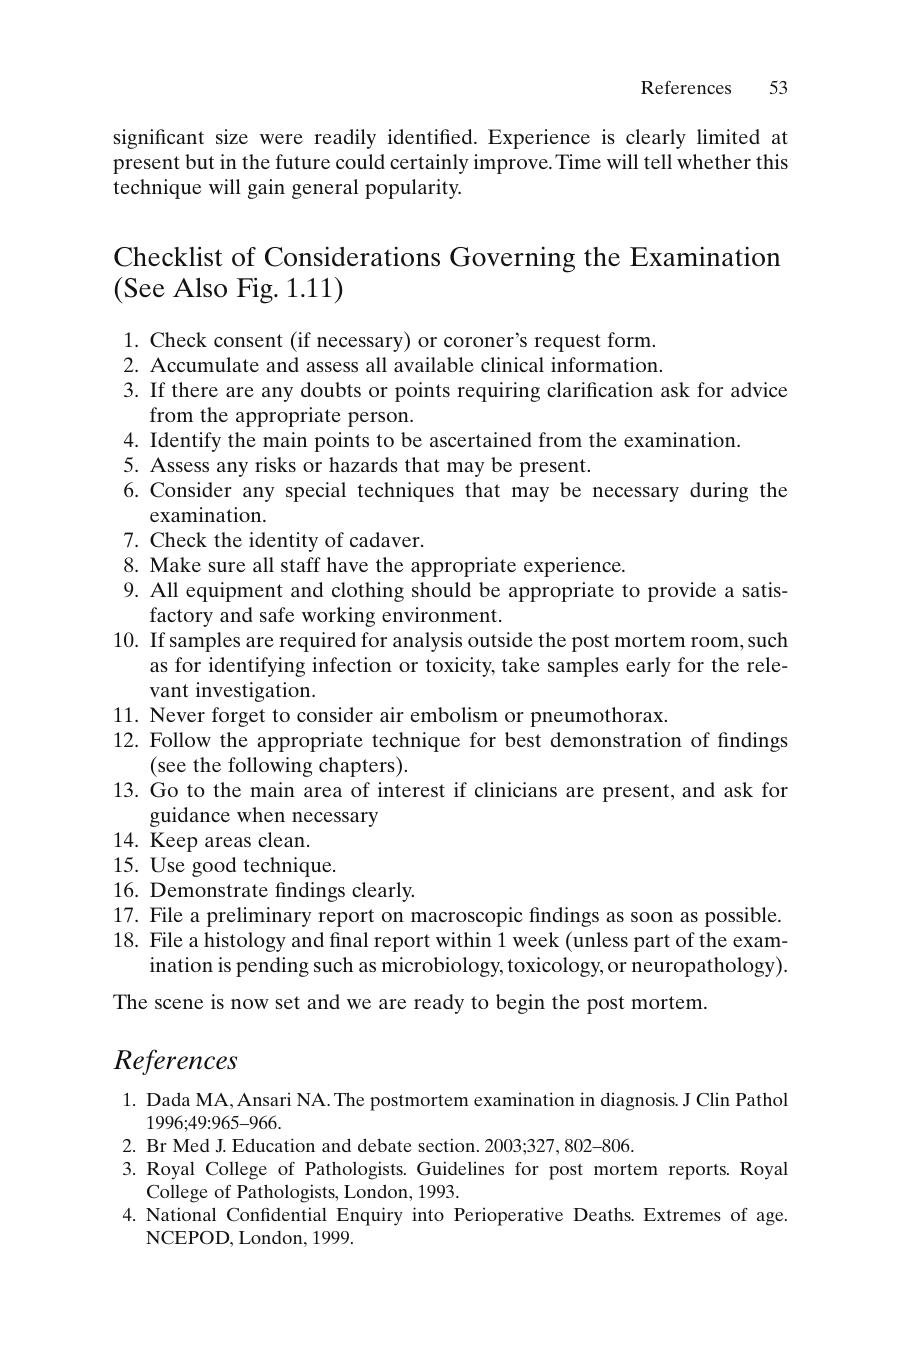 References 53
significant size were readily identified. Experience is clearly limited at
present but in the future could certainly improve. Time will tell whether this
technique will gain general popularity.
Checklist of Considerations Governing the Examination
(See Also Fig. 1.11)
1. Check consent (if necessary) or coroner’s request form.
2. Accumulate and assess all available clinical information.
3. If there are any doubts or points requiring clarification ask for advice
from the appropriate person.
4. Identify the main points to be ascertained from the examination.
5. Assess any risks or hazards that may be present.
6. Consider any special techniques that may be necessary during the
examination.
7. Check the identity of cadaver.
8. Make sure all staff have the appropriate experience.
9. All equipment and clothing should be appropriate to provide a satis-
factory and safe working environment.
10. If samples are required for analysis outside the post mortem room, such
as for identifying infection or toxicity, take samples early for the rele-
vant investigation.
11. Never forget to consider air embolism or pneumothorax.
12. Follow the appropriate technique for best demonstration of findings
(see the following chapters).
13. Go to the main area of interest if clinicians are present, and ask for
guidance when necessary
14. Keep areas clean.
15. Use good technique.
16. Demonstrate findings clearly.
17. File a preliminary report on macroscopic findings as soon as possible.
18. File a histology and final report within 1 week (unless part of the exam-
ination is pending such as microbiology, toxicology, or neuropathology).
The scene is now set and we are ready to begin the post mortem.
References
1. Dada MA, Ansari NA. The postmortem examination in diagnosis. J Clin Pathol
1996;49:965–966.
2. Br Med J. Education and debate section. 2003;327, 802–806.
3. Royal College of Pathologists. Guidelines for post mortem reports. Royal
College of Pathologists, London, 1993.
4. National Confidential Enquiry into Perioperative Deaths. Extremes of age.
NCEPOD, London, 1999.